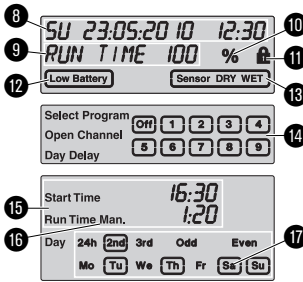 8 SU 23:05:2010 12:30 10
9 RUN TIME 100 % 11
12 Low Battery Sensor DRY WET 13
Select Program Off 1 2 3 4
Open Channel 14
Day Delay 5 6 7 8 9
15 Start Time 16:30
16 Run Time Man. 1:20
Day 24h 2nd 3rd Odd Even 17
Mo Tu We Th Fr Sa Su